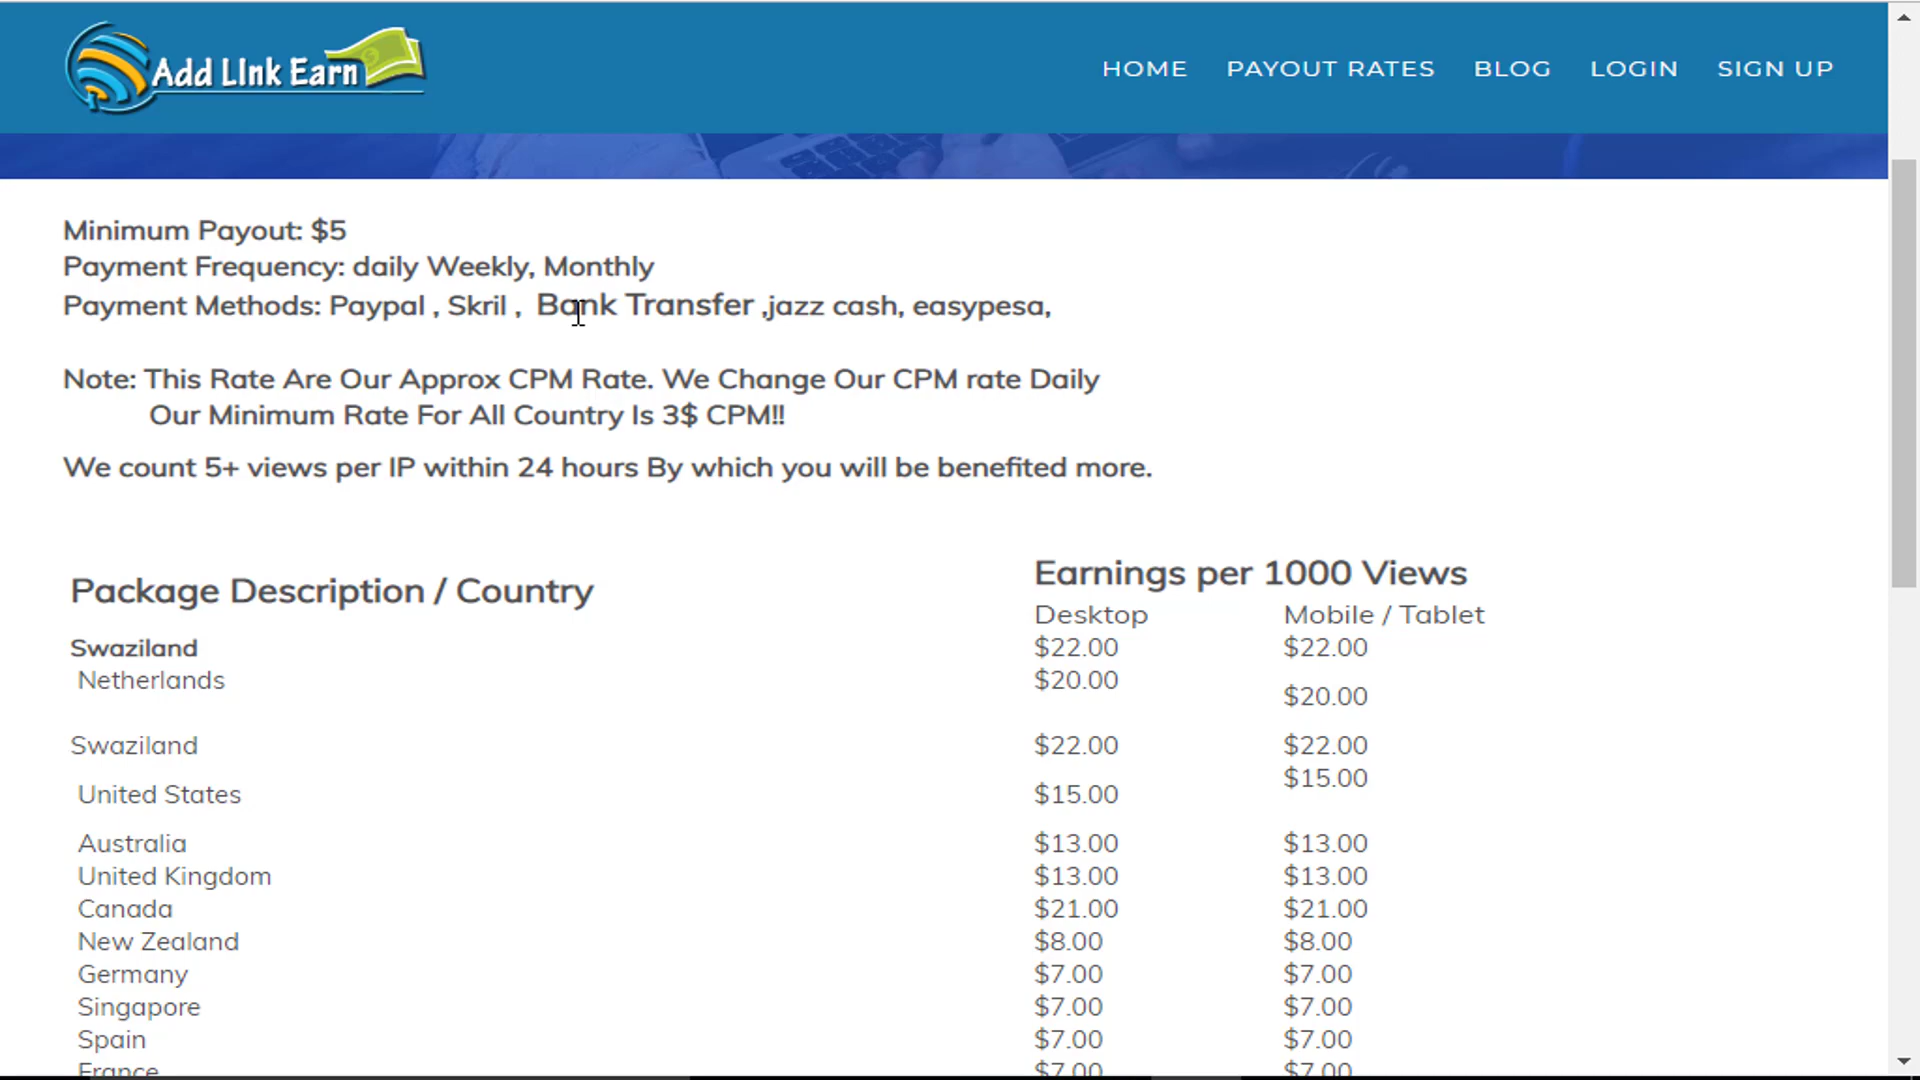 Add LInk Earn
HOME PAYOUT RATES BLOG LOGIN SIGN UP
Minimum Payout: $5
Payment Frequency: daily Weekly, Monthly
Payment Methods: Paypal , Skril , Bank Transfer ,jazz cash, easypesa,
Note: This Rate Are Our Approx CPM Rate. We Change Our CPM rate Daily
Our Minimum Rate For All Country Is 3$ CPM!!
We count 5+ views per IP within 24 hours By which you will be benefited more.
Package Description / Country Earnings per 1000 Views
Desktop Mobile / Tablet
Swaziland $22.00 $22.00
Netherlands $20.00 $20.00
Swaziland $22.00 $22.00
United States $15.00 $15.00
Australia $13.00 $13.00
United Kingdom $13.00 $13.00
Canada $21.00 $21.00
New Zealand $8.00 $8.00
Germany $7.00 $7.00
Singapore $7.00 $7.00
Spain $7.00 $7.00
France $7.00 $7.00